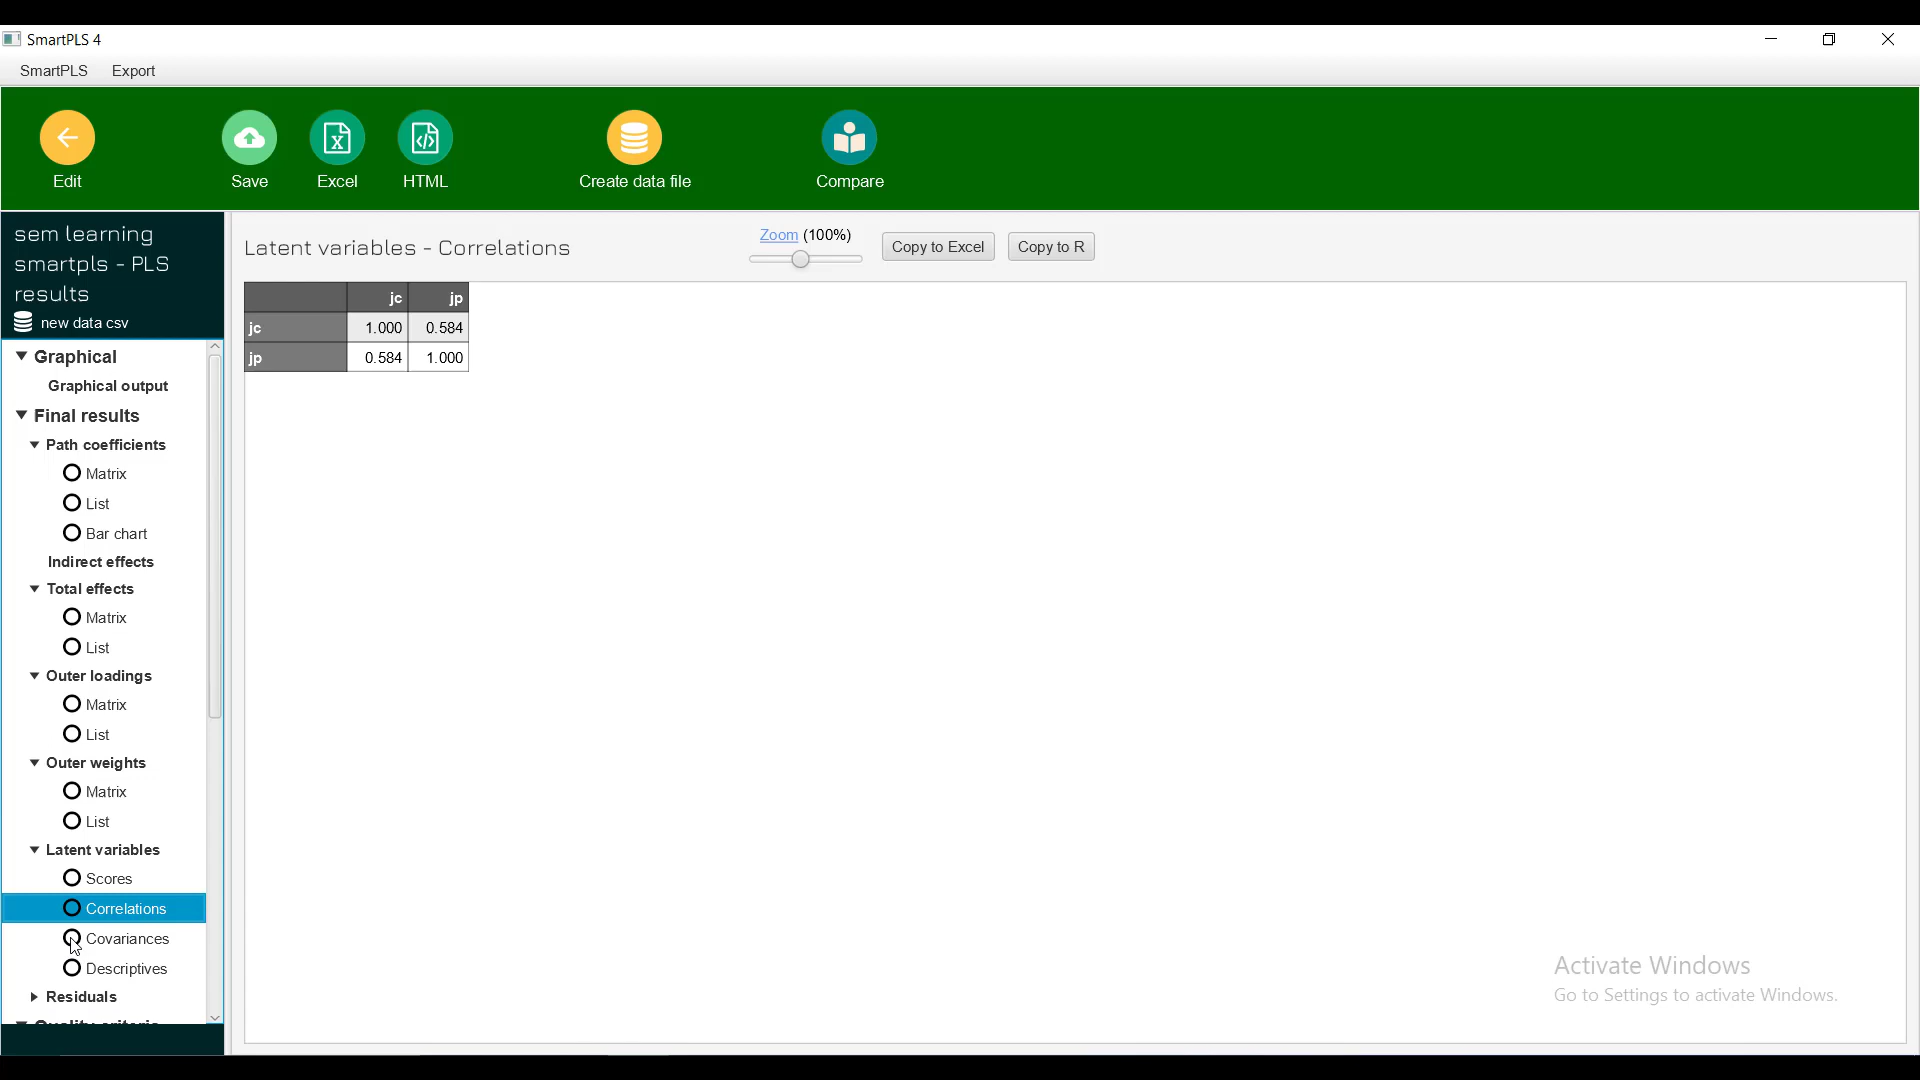 SmartPLS 4
SmartPLS Export
Edit Save Excel HTML Create data file Compare
sem learning
smartpls - PLS
results
new data csv
Latent variables - Correlations
Zoom (100%)
Copy to Excel Copy to R
jc jp
jc 1.000 0.584
jp 0.584 1.000
Graphical
Graphical output
Final results
Path coefficients
Matrix
List
Bar chart
Indirect effects
Total effects
Matrix
List
Outer loadings
Matrix
List
Outer weights
Matrix
List
Latent variables
Scores
Correlations
Covariances
Descriptives
Residuals
Quality criteria
Activate Windows
Go to Settings to activate Windows.